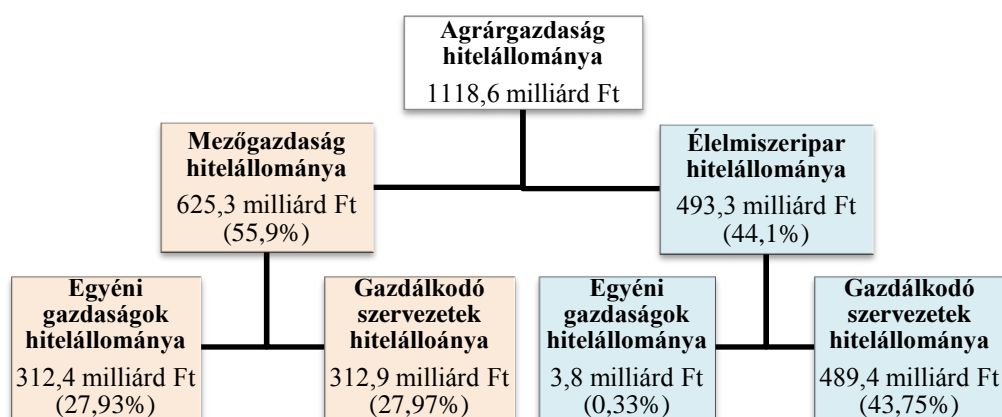 Agrárgazdaság
hitelállománya
1118,6 milliárd Ft
Mezőgazdaság
hitelállománya
625,3 milliárd Ft
(55,9%)
Élelmiszeripar
hitelállománya
493,3 milliárd Ft
(44,1%)
Egyéni
gazdaságok
hitelállománya
312,4 milliárd Ft
(27,93%)
Gazdálkodó
szervezetek
hitelálloánya
312,9 milliárd Ft
(27,97%)
Egyéni
gazdaságok
hitelállománya
3,8 milliárd Ft
(0,33%)
Gazdálkodó
szervezetek
hitelállománya
489,4 milliárd Ft
(43,75%)